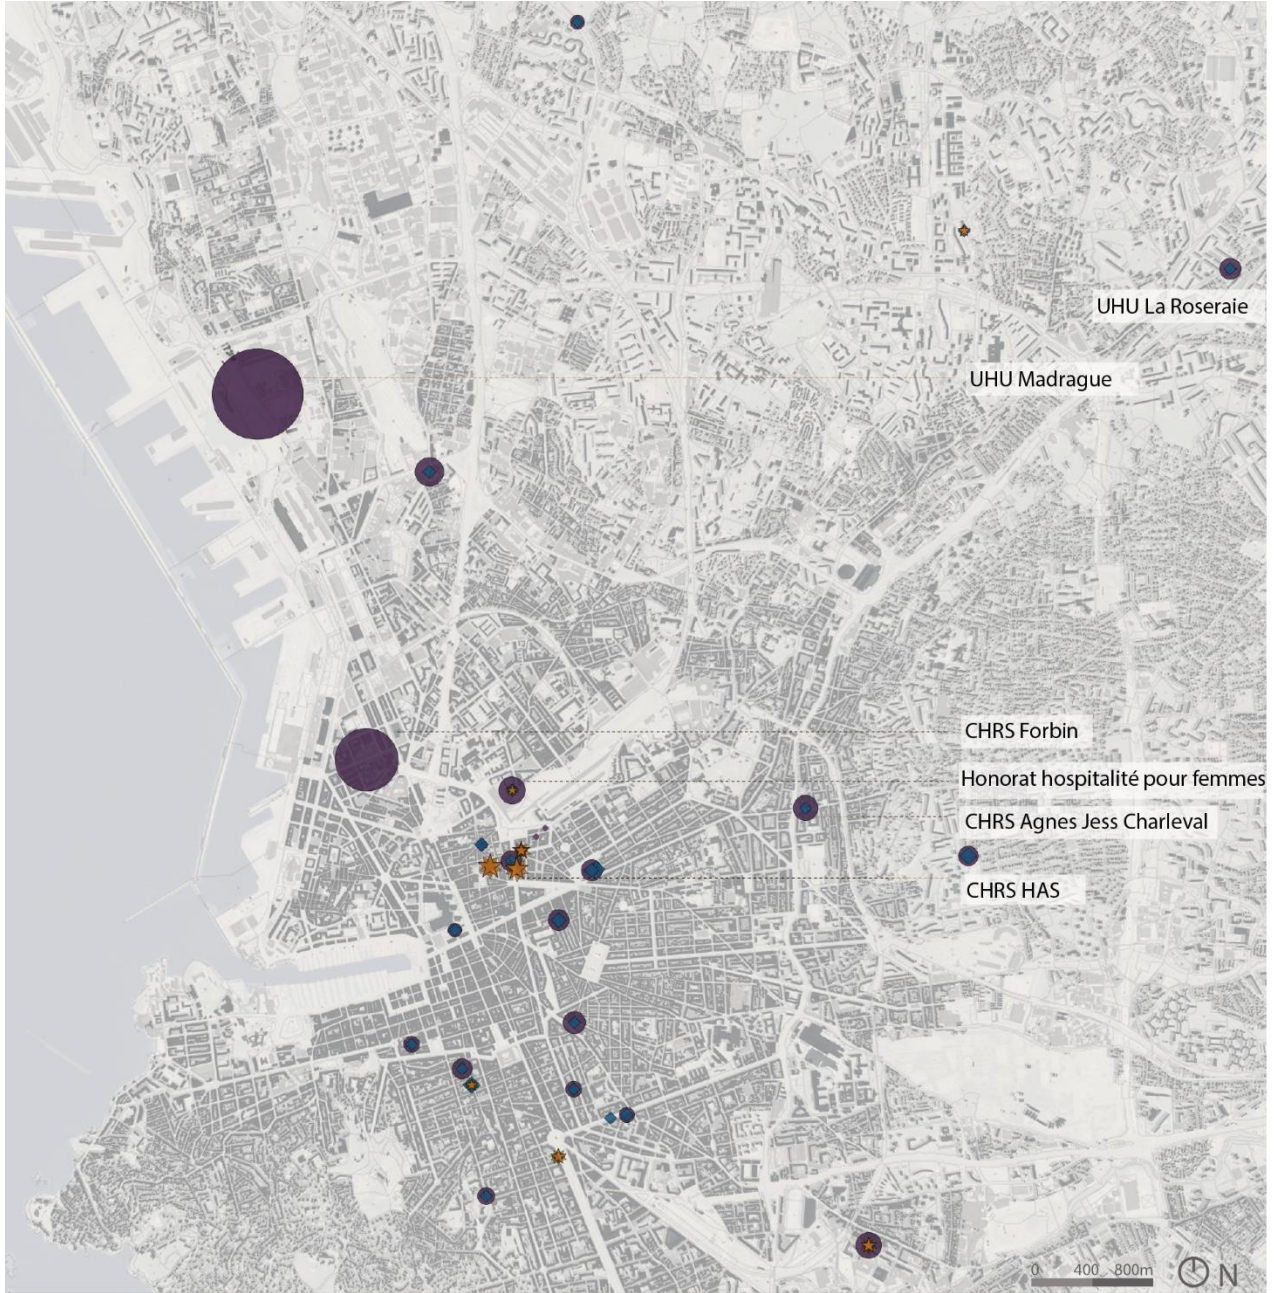 UHU La Roseraie
UHU Madrague
CHRS Forbin
Honorat hospitalité pour femmes
CHRS Agnes Jess Charleval
CHRS HAS
0 400 800m
N